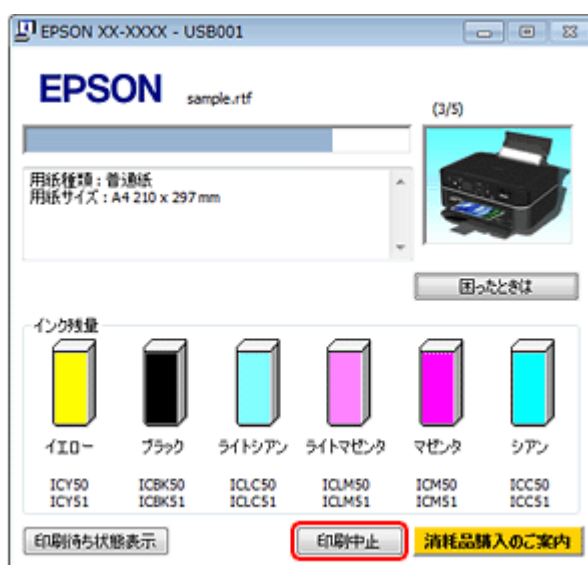 EPSON XX-XXXX - USB001
EPSON
sample.rtf
(3/5)
用紙種類 : 普通紙
用紙サイズ : A4 210 x 297 mm
困ったときは
インク残量
イエロー ブラック ライトシアン ライトマゼンタ マゼンタ シアン
ICY50 ICBK50 ICLC50 ICLM50 ICM50 ICC50
ICY51 ICBK51 ICLC51 ICLM51 ICM51 ICC51
印刷待ち状態表示 印刷中止 消耗品購入のご案内